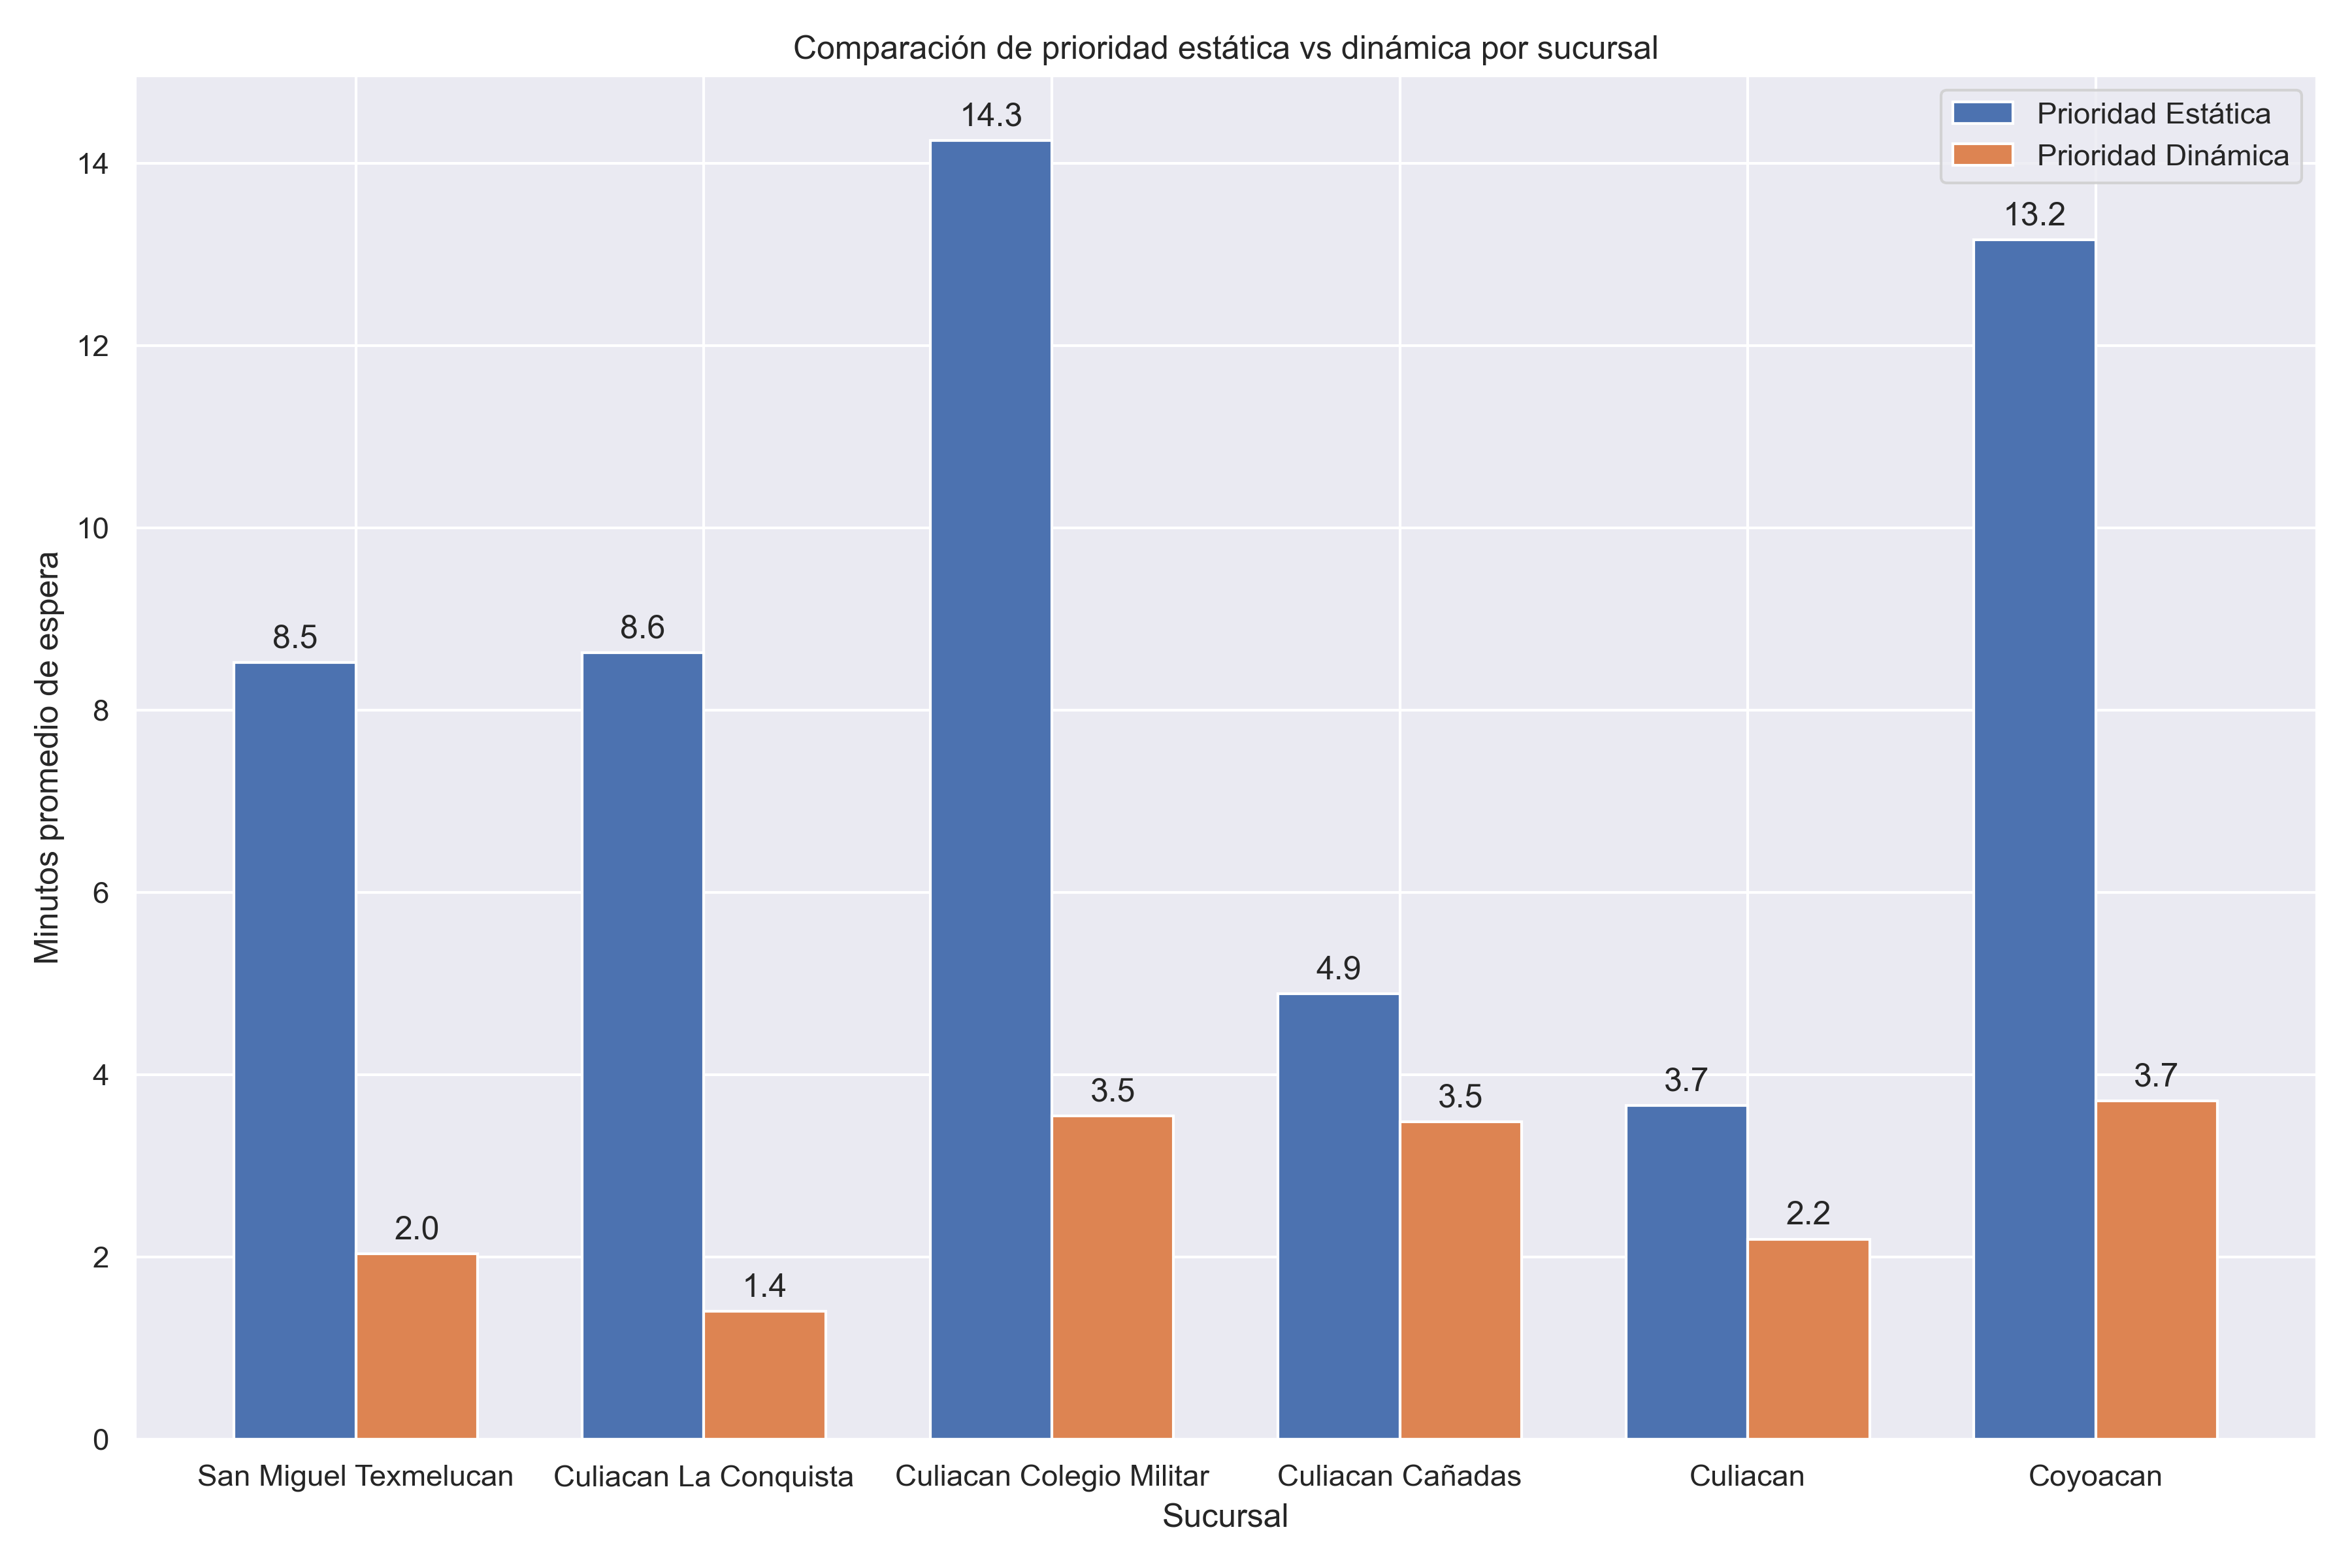 Comparación de prioridad estática vs dinámica por sucursal
Prioridad Estática
Prioridad Dinámica
Minutos promedio de espera
14
12
10
8
6
4
2
0
8.5
2.0
8.6
1.4
14.3
3.5
4.9
3.5
3.7
2.2
13.2
3.7
San Miguel Texmelucan
Culiacan La Conquista
Culiacan Colegio Militar
Culiacan Cañadas
Culiacan
Coyoacan
Sucursal